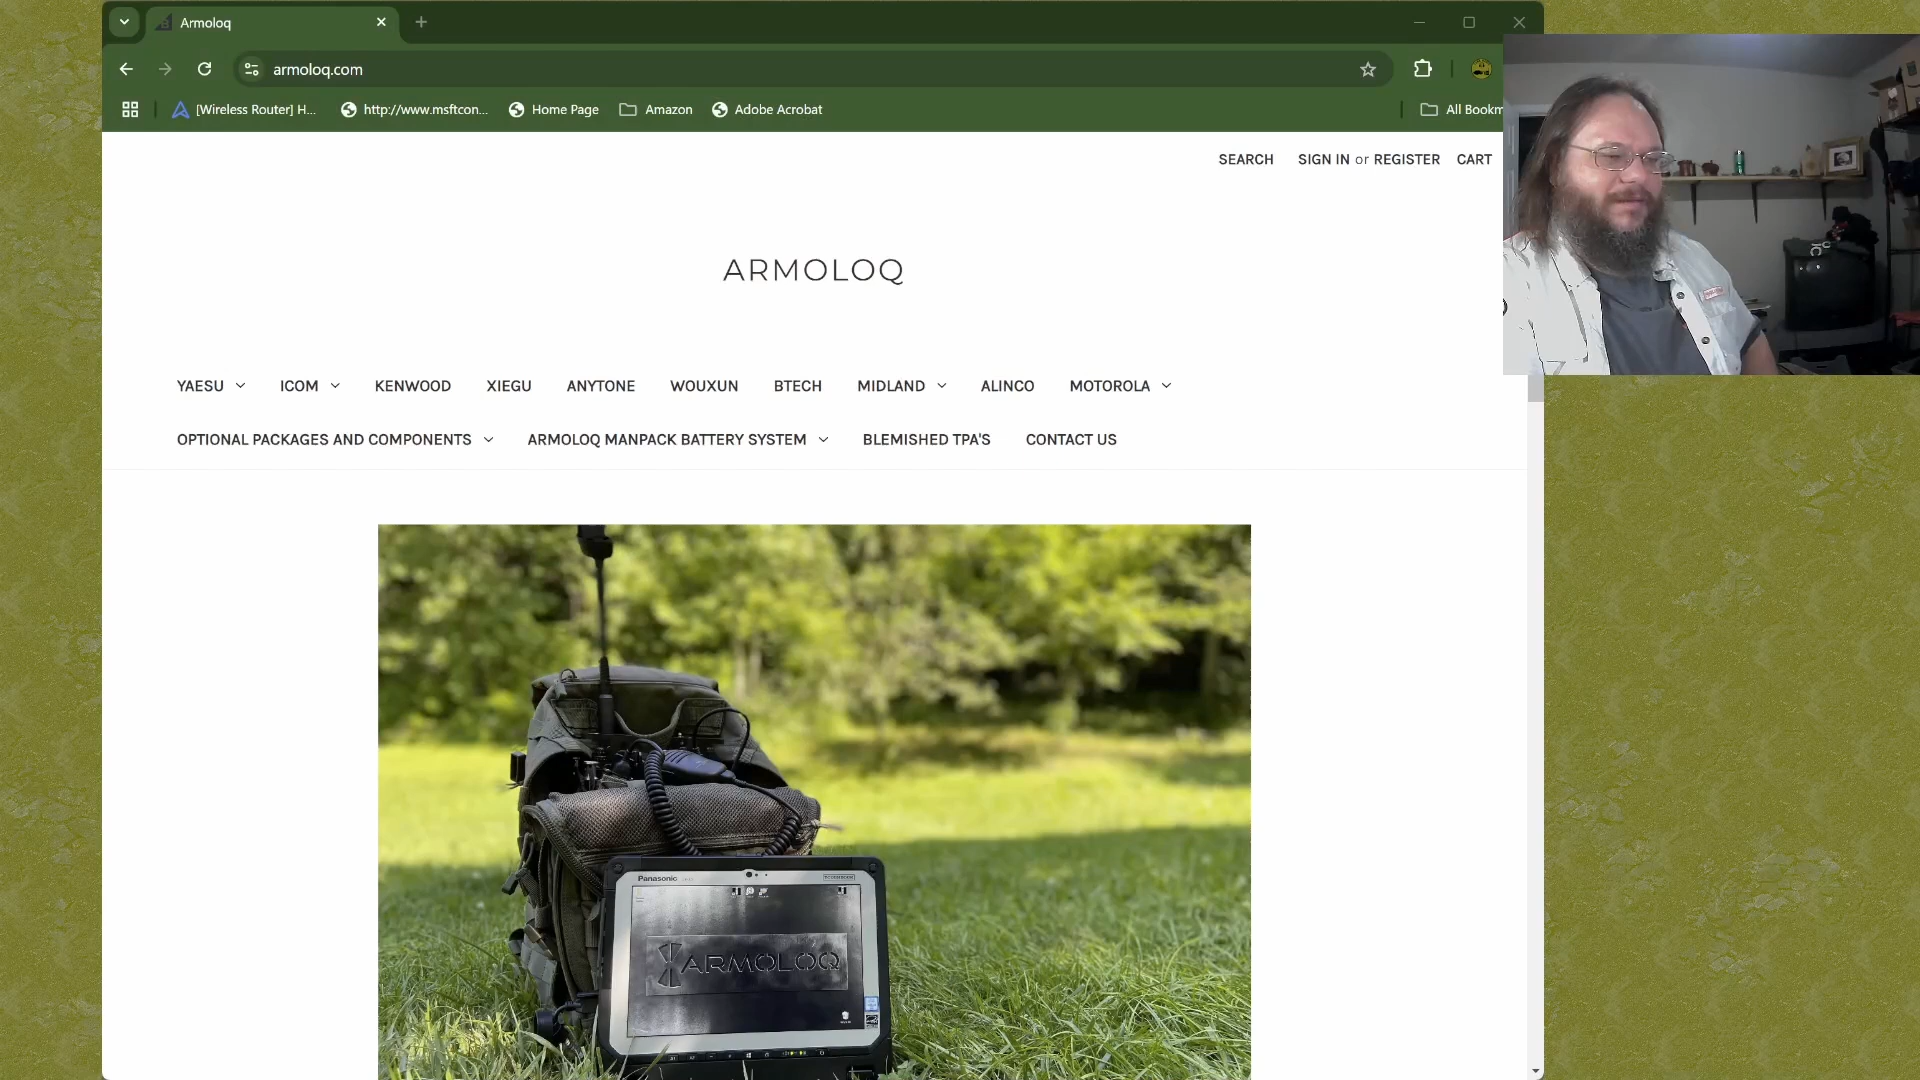 Armoloq
armoloq.com
[Wireless Router] H...
http://www.msftcon...
Home Page
Amazon
Adobe Acrobat
All Bookm
SEARCH
SIGN IN or REGISTER
CART
ARMOLOQ
YAESU
ICOM
KENWOOD
XIEGU
ANYTONE
WOUXUN
BTECH
MIDLAND
ALINCO
MOTOROLA
OPTIONAL PACKAGES AND COMPONENTS
ARMOLOQ MANPACK BATTERY SYSTEM
BLEMISHED TPA'S
CONTACT US
Panasonic
ARMOLOQ